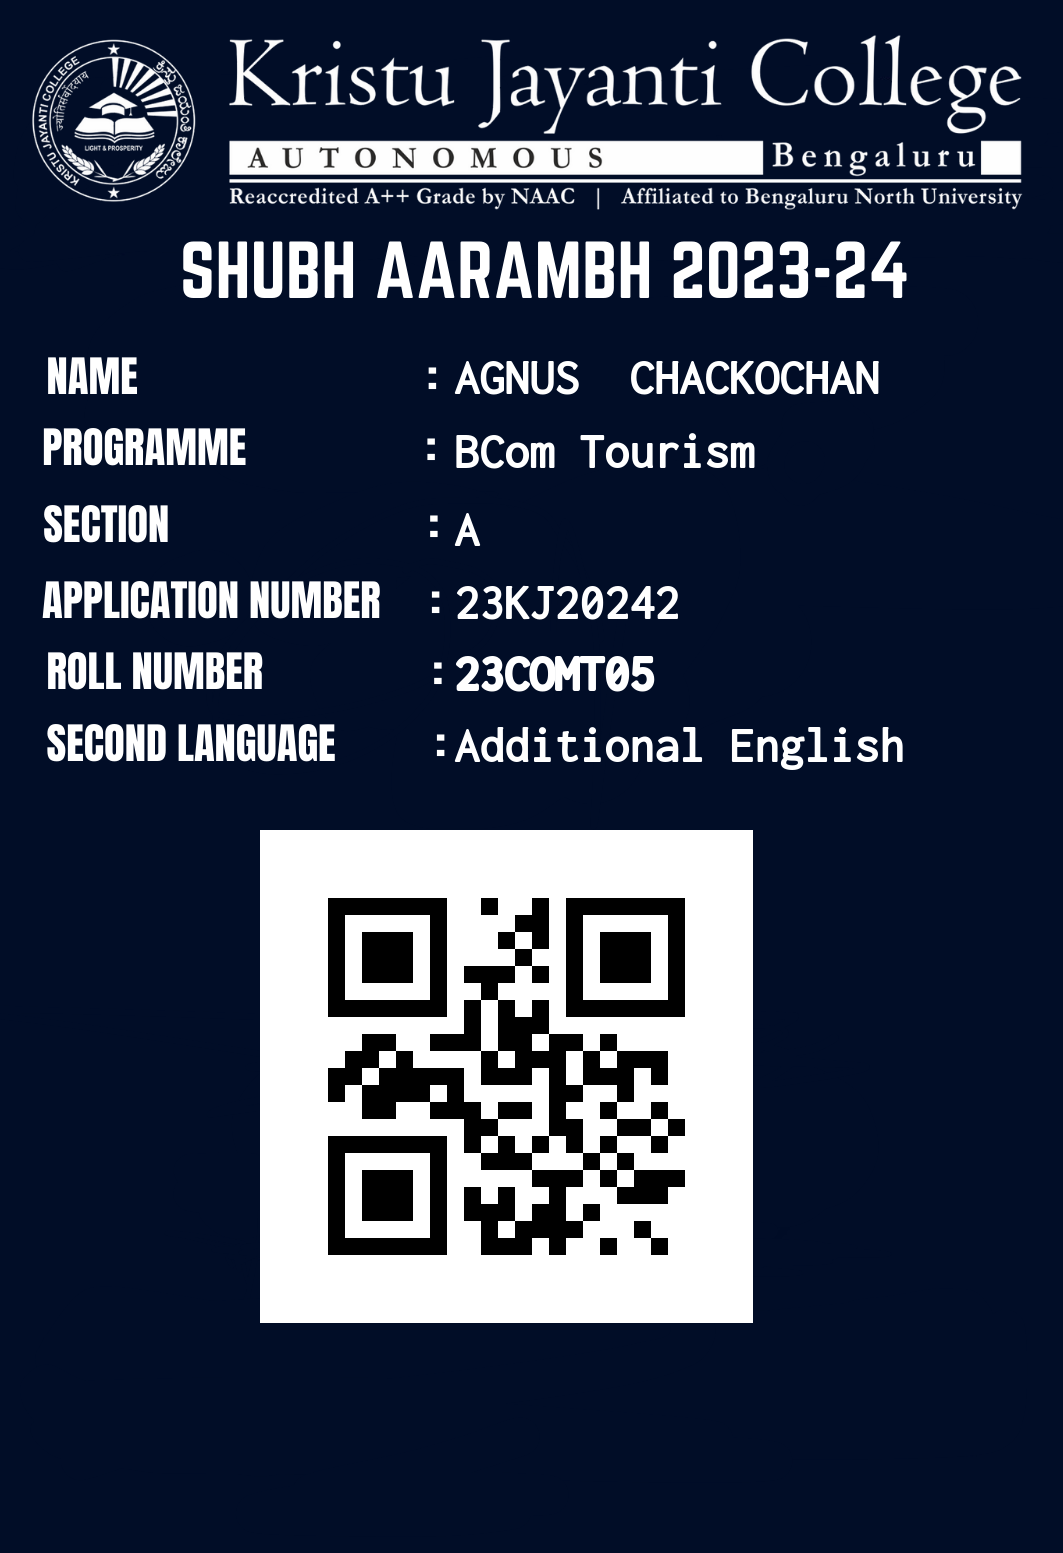 KRISTU JAYANTI COLLEGE
ಕ್ರಿಸ್ತು ಜಯಂತಿ ಕಾಲೇಜು
LIGHT & PROSPERITY
Kristu Jayanti College
AUTONOMOUS Bengaluru
Reaccredited A++ Grade by NAAC | Affiliated to Bengaluru North University
SHUBH AARAMBH 2023-24
NAME : AGNUS CHACKOCHAN
PROGRAMME : BCom Tourism
SECTION : A
APPLICATION NUMBER : 23KJ20242
ROLL NUMBER : 23COMT05
SECOND LANGUAGE : Additional English